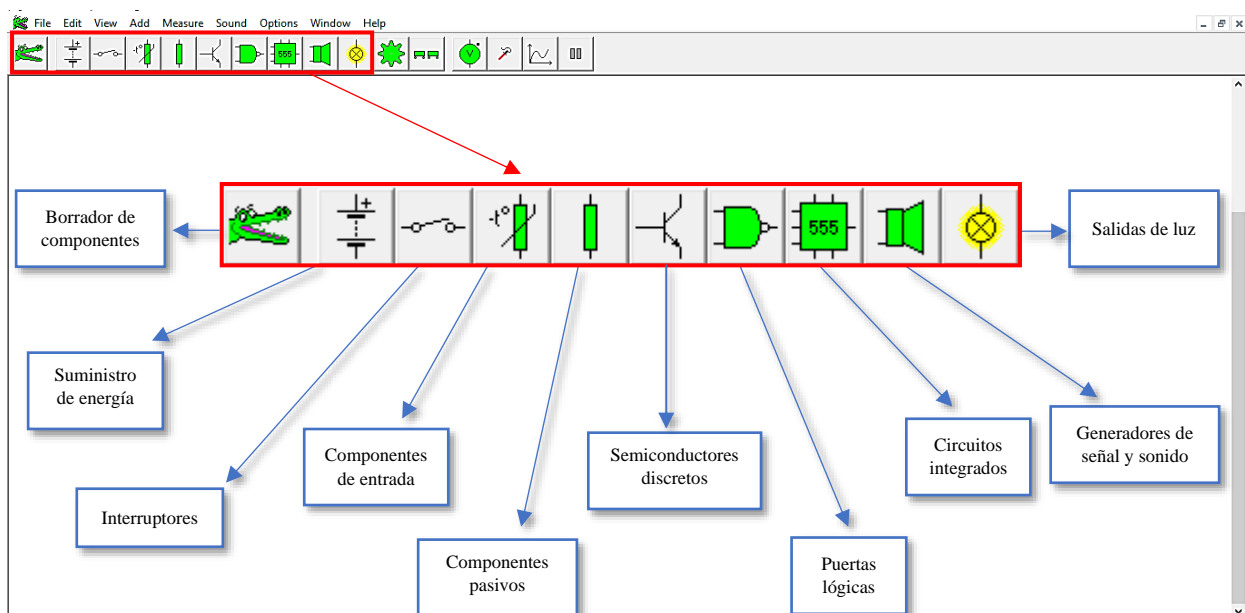 File Edit View Add Measure Sound Options Window Help
555
V
+
-t°
555
Borrador de
componentes
Salidas de luz
Suministro
de energía
Componentes
de entrada
Semiconductores
discretos
Circuitos
integrados
Generadores de
señal y sonido
Interruptores
Componentes
pasivos
Puertas
lógicas